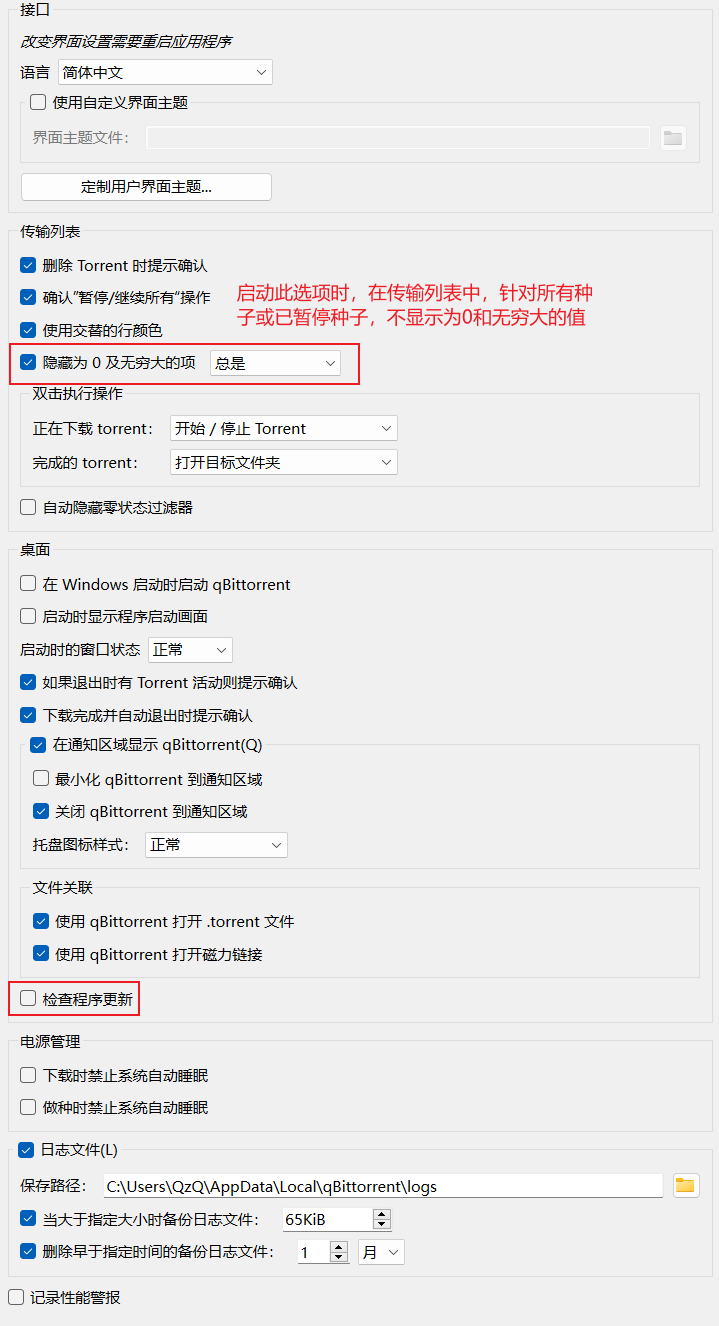 接口
改变界面设置需要重启应用程序
语言 简体中文
使用自定义界面主题
界面主题文件：
定制用户界面主题...
传输列表
删除 Torrent 时提示确认
确认"暂停/继续所有"操作
启动此选项时，在传输列表中，针对所有种
子或已暂停种子，不显示为0和无穷大的值
使用交替的行颜色
隐藏为 0 及无穷大的项 总是
双击执行操作
正在下载 torrent： 开始 / 停止 Torrent
完成的 torrent： 打开目标文件夹
自动隐藏零状态过滤器
桌面
在 Windows 启动时启动 qBittorrent
启动时显示程序启动画面
启动时的窗口状态 正常
如果退出时有 Torrent 活动则提示确认
下载完成并自动退出时提示确认
在通知区域显示 qBittorrent(Q)
最小化 qBittorrent 到通知区域
关闭 qBittorrent 到通知区域
托盘图标样式： 正常
文件关联
使用 qBittorrent 打开 .torrent 文件
使用 qBittorrent 打开磁力链接
检查程序更新
电源管理
下载时禁止系统自动睡眠
做种时禁止系统自动睡眠
日志文件(L)
保存路径： C:\Users\QzQ\AppData\Local\qBittorrent\logs
当大于指定大小时备份日志文件： 65KiB
删除早于指定时间的备份日志文件： 1 月
记录性能警报